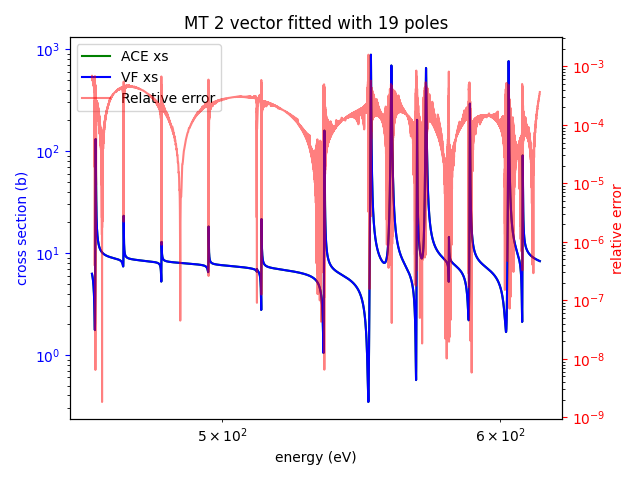 MT 2 vector fitted with 19 poles
ACE xs
VF xs
Relative error
cross section (b)
10³
10²
10¹
10⁰
relative error
10⁻³
10⁻⁴
10⁻⁵
10⁻⁶
10⁻⁷
10⁻⁸
10⁻⁹
5 × 10² 6 × 10²
energy (eV)